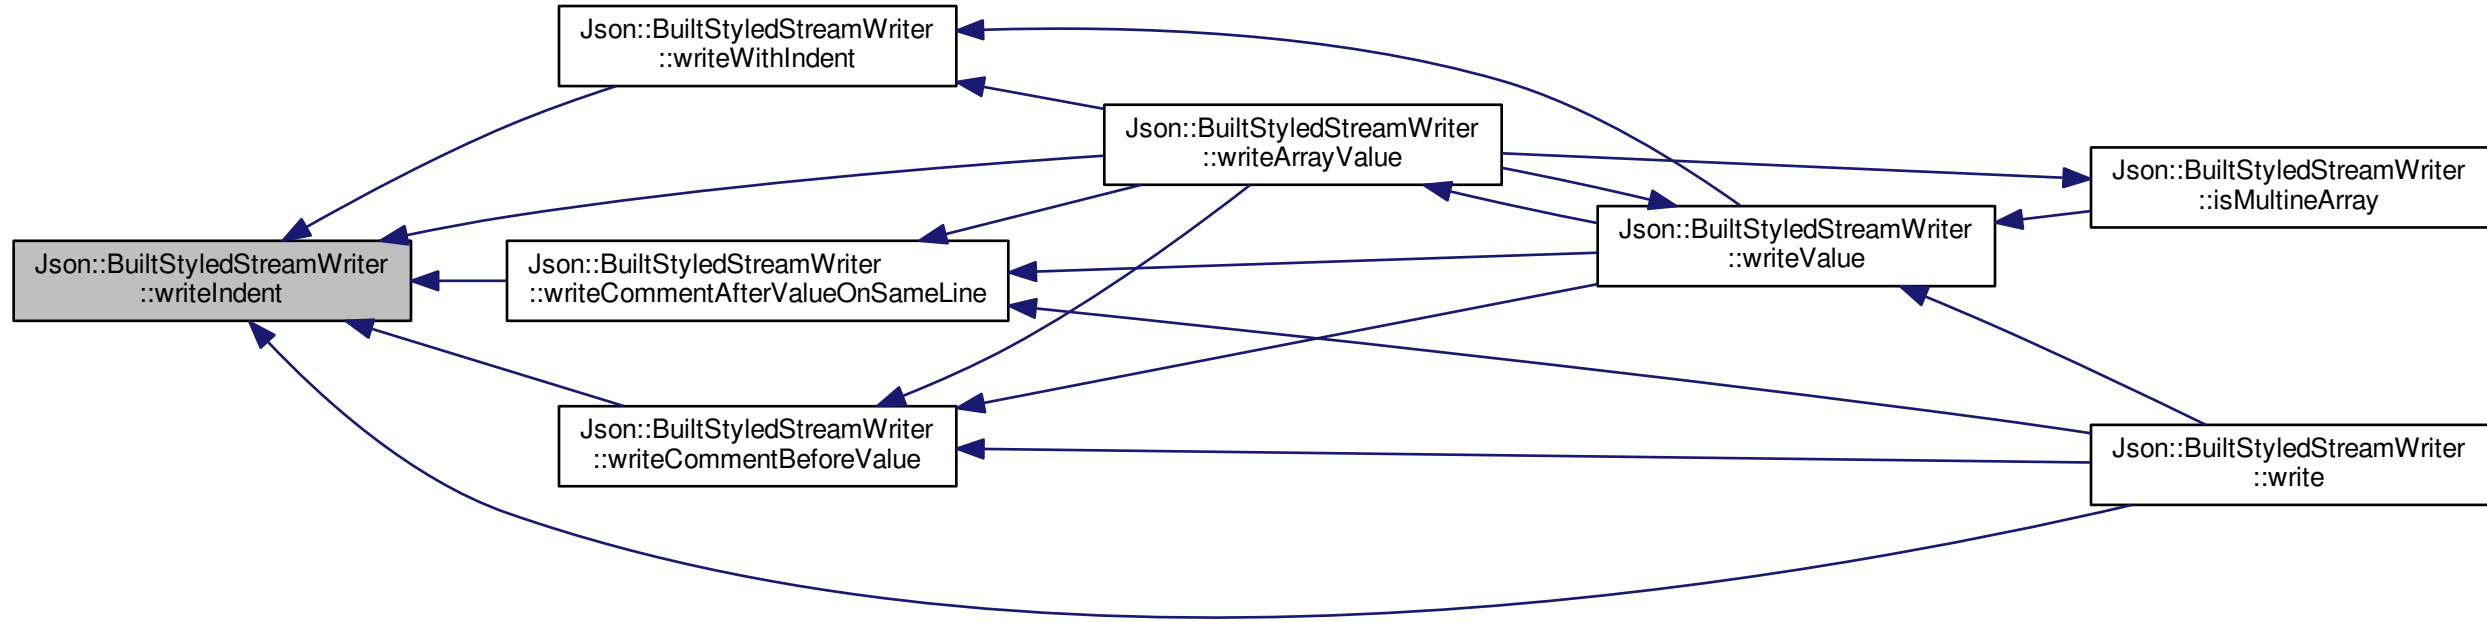 Json::BuiltStyledStreamWriter
::writeWithIndent
Json::BuiltStyledStreamWriter
::writeArrayValue
Json::BuiltStyledStreamWriter
::isMultineArray
Json::BuiltStyledStreamWriter
::writeValue
Json::BuiltStyledStreamWriter
::writeIndent
Json::BuiltStyledStreamWriter
::writeCommentAfterValueOnSameLine
Json::BuiltStyledStreamWriter
::writeCommentBeforeValue
Json::BuiltStyledStreamWriter
::write